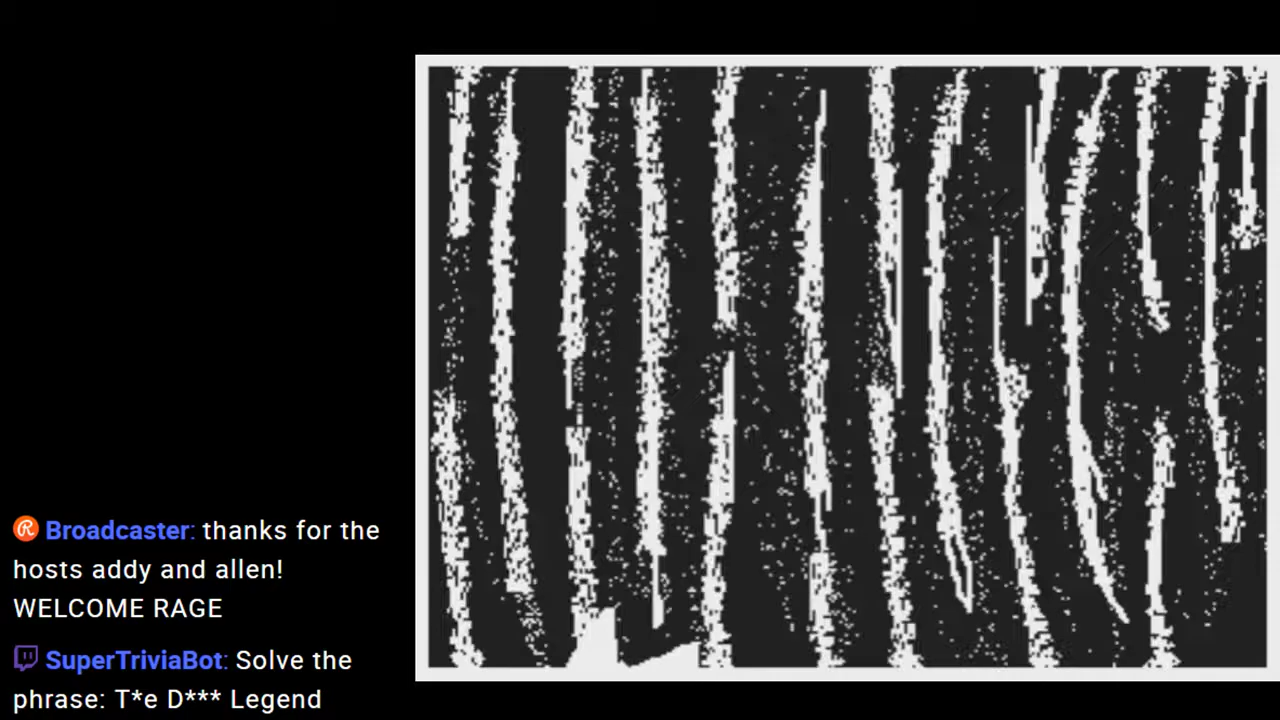 Broadcaster: thanks for the
hosts addy and allen!
WELCOME RAGE
SuperTriviaBot: Solve the
phrase: T*e D*** Legend